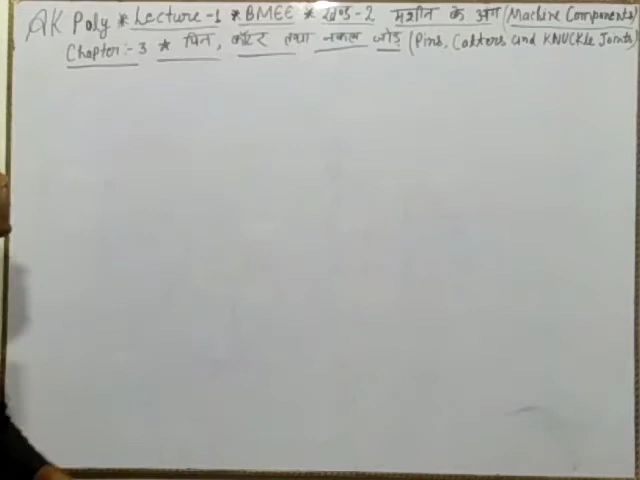 AK Poly * Lecture-1 * BMEE * खण्ड-2 मशीन के अंग (Machine Components)
Chapter:-3 * पिन, कॉटर तथा नकल जोड़ (Pins, Cotters and KNUCKle Joints)